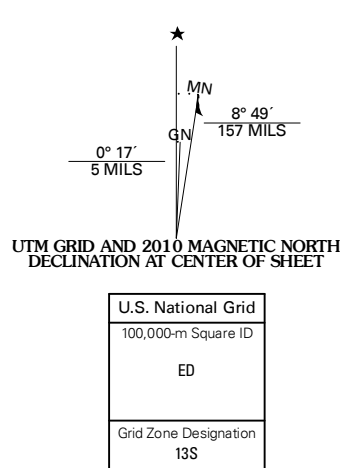 ★
MN
8° 49´
157 MILS
GN
0° 17´
5 MILS
UTM GRID AND 2010 MAGNETIC NORTH
DECLINATION AT CENTER OF SHEET
U.S. National Grid
100,000-m Square ID
ED
Grid Zone Designation
13S